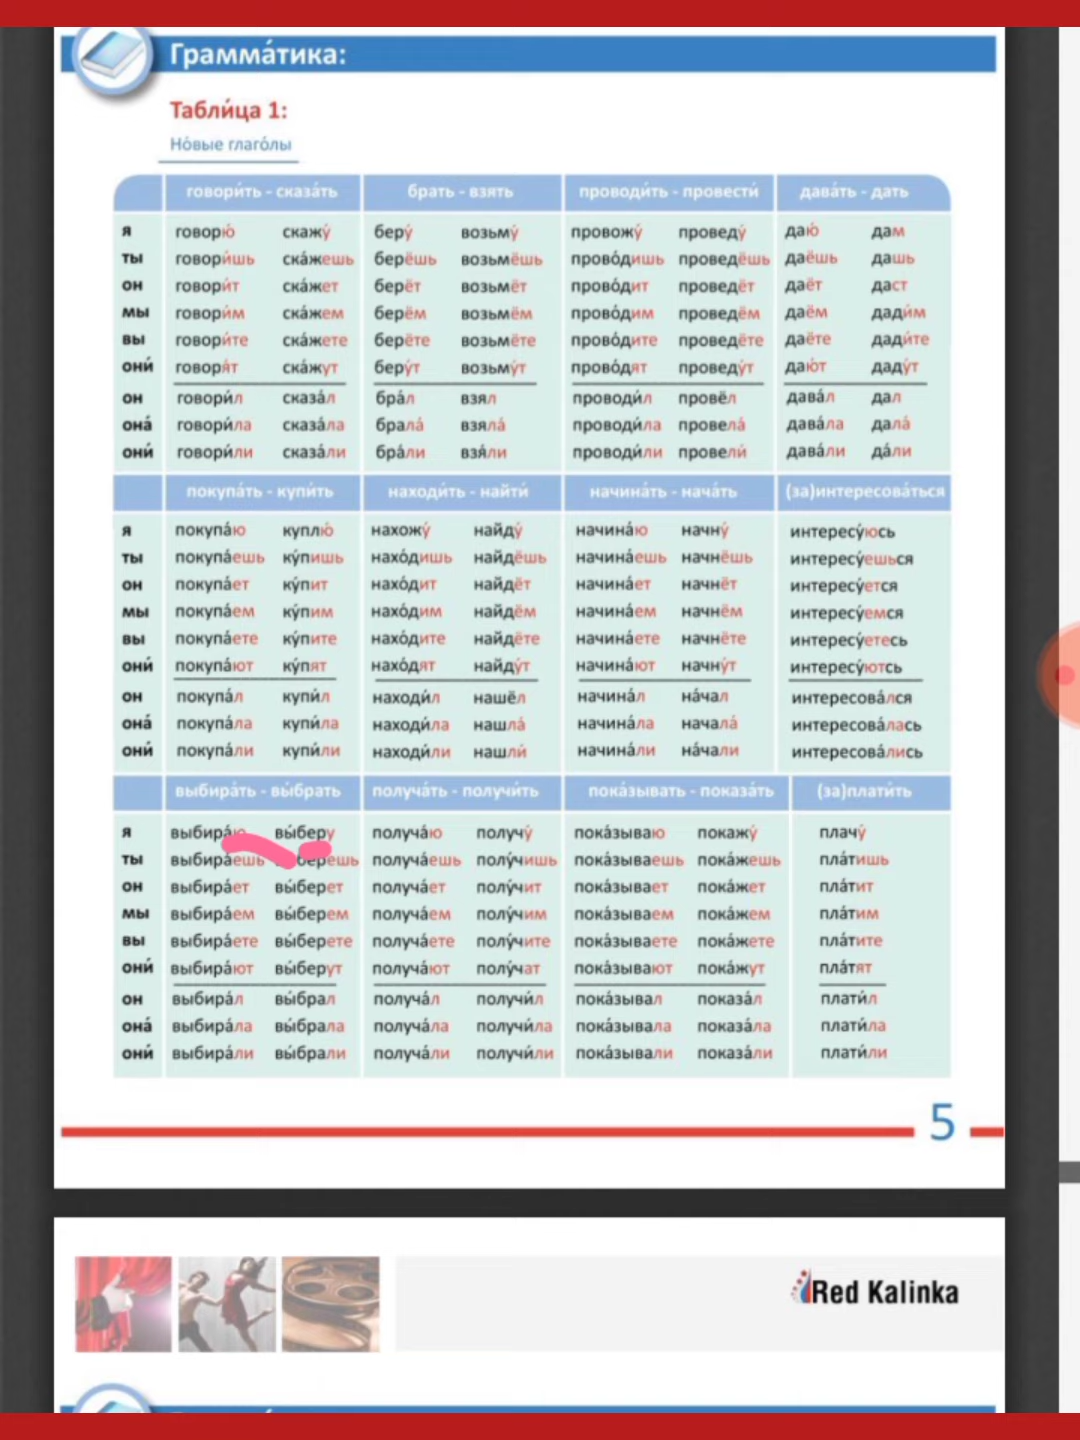 Грамма́тика:
Табли́ца 1:
Но́вые глаго́лы
говори́ть - сказа́ть брать - взять проводи́ть - провести́ дава́ть - дать
я говорю́ скажу́ беру́ возьму́ провожу́ проведу́ даю́ дам
ты говори́шь ска́жешь берёшь возьмёшь прово́дишь проведёшь даёшь дашь
он говори́т ска́жет берёт возьмёт прово́дит проведёт даёт даст
мы говори́м ска́жем берём возьмём прово́дим проведём даём дади́м
вы говори́те ска́жете берёте возьмёте прово́дите проведёте даёте дади́те
они́ говоря́т ска́жут беру́т возьму́т прово́дят проведу́т даю́т даду́т
он говори́л сказа́л бра́л взял проводи́л провёл дава́л дал
она́ говори́ла сказа́ла брала́ взяла́ проводи́ла провела́ дава́ла дала́
они́ говори́ли сказа́ли бра́ли взя́ли проводи́ли провели́ дава́ли да́ли
покупа́ть - купи́ть находи́ть - найти́ начина́ть - нача́ть (за)интересова́ться
я покупа́ю куплю́ нахожу́ найду́ начина́ю начну́ интересу́юсь
ты покупа́ешь ку́пишь нахо́дишь найдёшь начина́ешь начнёшь интересу́ешься
он покупа́ет ку́пит нахо́дит найдёт начина́ет начнёт интересу́ется
мы покупа́ем ку́пим нахо́дим найдём начина́ем начнём интересу́емся
вы покупа́ете ку́пите нахо́дите найдёте начина́ете начнёте интересу́етесь
они́ покупа́ют ку́пят нахо́дят найду́т начина́ют начну́т интересу́ютсь
он покупа́л купи́л находи́л нашёл начина́л на́чал интересова́лся
она́ покупа́ла купи́ла находи́ла нашла́ начина́ла начала́ интересова́лась
они́ покупа́ли купи́ли находи́ли нашли́ начина́ли на́чали интересова́лись
выбира́ть - вы́брать получа́ть - получи́ть пока́зывать - показа́ть (за)плати́ть
я выбира́ю вы́беру получа́ю получу́ пока́зываю покажу́ плачу́
ты выбира́ешь получа́ешь полу́чишь пока́зываешь пока́жешь пла́тишь
он выбира́ет вы́берет получа́ет полу́чит пока́зывает пока́жет пла́тит
мы выбира́ем вы́берем получа́ем полу́чим пока́зываем пока́жем пла́тим
вы выбира́ете вы́берете получа́ете полу́чите пока́зываете пока́жете пла́тите
они́ выбира́ют вы́берут получа́ют полу́чат пока́зывают пока́жут пла́тят
он выбира́л вы́брал получа́л получи́л пока́зывал показа́л плати́л
она́ выбира́ла вы́брала получа́ла получи́ла пока́зывала показа́ла плати́ла
они́ выбира́ли вы́брали получа́ли получи́ли пока́зывали показа́ли плати́ли
5
Red Kalinka